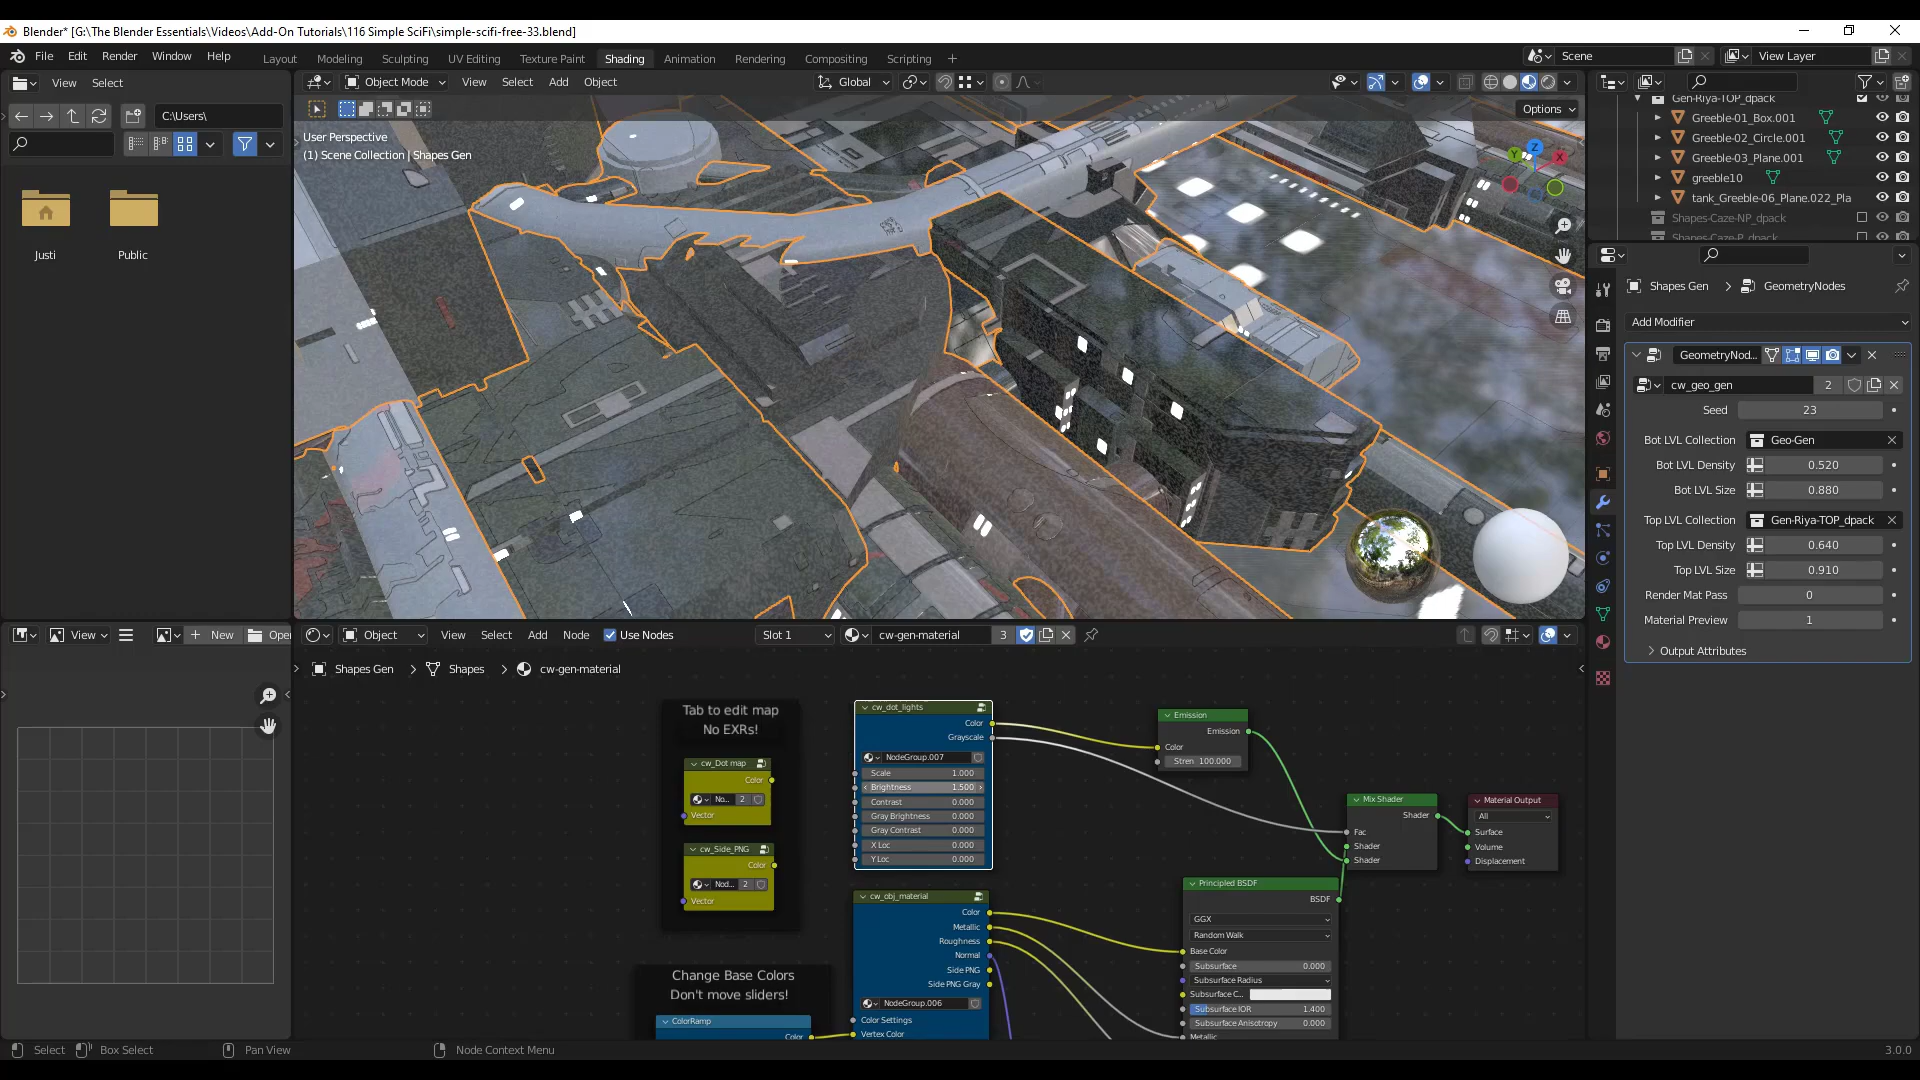 Blender* [G:\The Blender Essentials\Videos\Add-On Tutorials\116 Simple SciFi\simple-scifi-free-33.blend]
File Edit Render Window Help
Layout Modeling Sculpting UV Editing Texture Paint Shading Animation Rendering Compositing Scripting
Scene
View Layer
View Select
Object Mode View Select Add Object
Global
C:\Users\
Options
Justi
Public
User Perspective
(1) Scene Collection | Shapes Gen
Gen-Riya-TOP_dpack
Greeble-01_Box.001
Greeble-02_Circle.001
Greeble-03_Plane.001
greeble10
tank_Greeble-06_Plane.022_Pla
Shapes-Caze-NP_dpack
Shapes-Caze-P_dpack
Shapes Gen > GeometryNodes
Add Modifier
GeometryNod...
cw_geo_gen 2
Seed 23
Bot LVL Collection Geo-Gen
Bot LVL Density 0.520
Bot LVL Size 0.880
Top LVL Collection Gen-Riya-TOP_dpack
Top LVL Density 0.640
Top LVL Size 0.910
Render Mat Pass 0
Material Preview 1
Output Attributes
View
New
Open
Object View Select Add Node Use Nodes
Slot 1
cw-gen-material 3
Shapes Gen > Shapes > cw-gen-material
Tab to edit map
No EXRs!
cw_Dot map
Color
No... 2
Vector
cw_Side_PNG
Color
Nod... 2
Vector
Change Base Colors
Don't move sliders!
ColorRamp
Color
cw_dot_lights
Color
Grayscale
NodeGroup.007
Scale 1.000
Brightness 1.500
Contrast 0.000
Gray Brightness 0.000
Gray Contrast 0.000
X Loc 0.000
Y Loc 0.000
cw_obj_material
Color
Metallic
Roughness
Normal
Side PNG
Side PNG Gray
NodeGroup.006
Color Settings
Vertex Color
Emission
Emission
Color
Stren 100.000
Mix Shader
Shader
Fac
Shader
Shader
Material Output
All
Surface
Volume
Displacement
Principled BSDF
BSDF
GGX
Random Walk
Base Color
Subsurface 0.000
Subsurface Radius
Subsurface C...
Subsurface IOR 1.400
Subsurface Anisotropy 0.000
Metallic
Select Box Select Pan View Node Context Menu
3.0.0